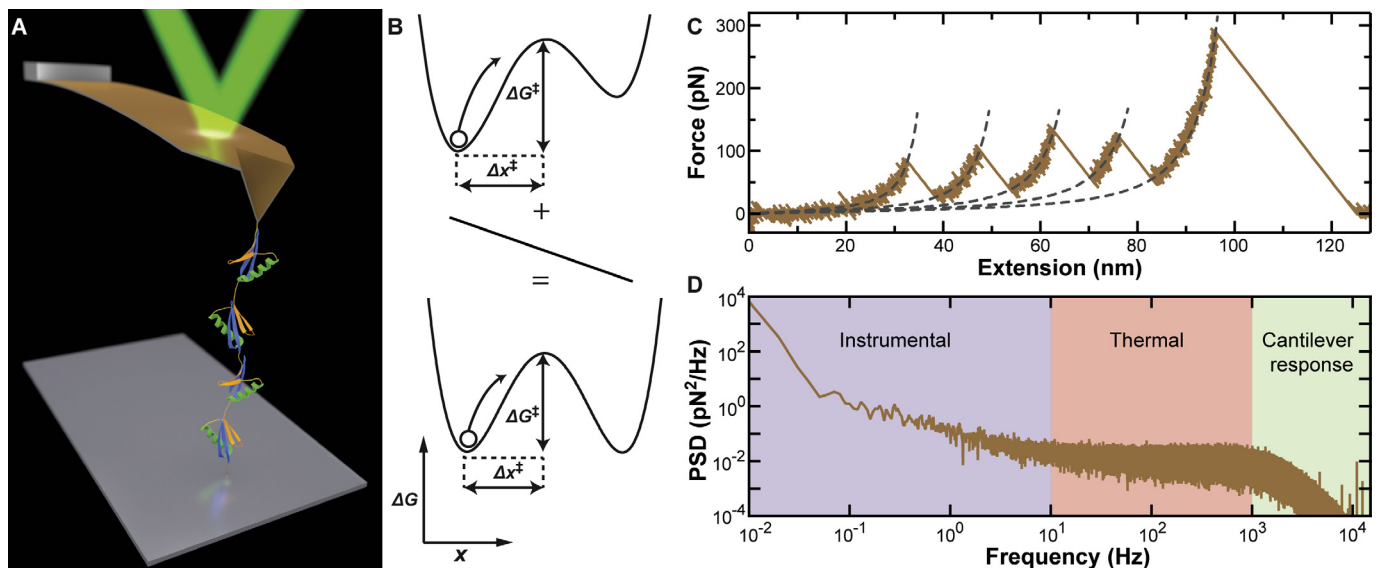 A
B
ΔG‡
Δx‡
+
=
ΔG‡
Δx‡
ΔG
x
C
Force (pN)
300
200
100
0
0 20 40 60 80 100 120
Extension (nm)
D
PSD (pN²/Hz)
10⁴
10²
10⁰
10⁻²
10⁻⁴
Instrumental
Thermal
Cantilever
response
10⁻² 10⁻¹ 10⁰ 10¹ 10² 10³ 10⁴
Frequency (Hz)